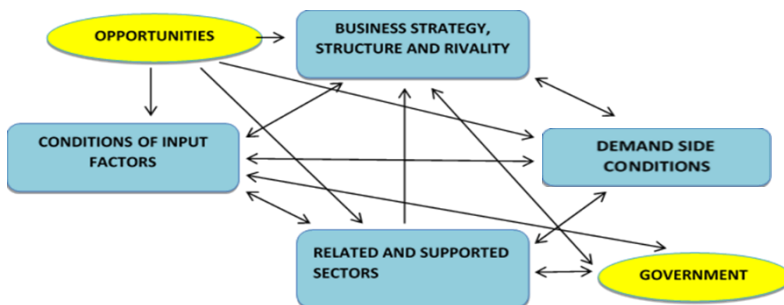 OPPORTUNITIES
BUSINESS STRATEGY,
STRUCTURE AND RIVALITY
CONDITIONS OF INPUT
FACTORS
DEMAND SIDE
CONDITIONS
RELATED AND SUPPORTED
SECTORS
GOVERNMENT